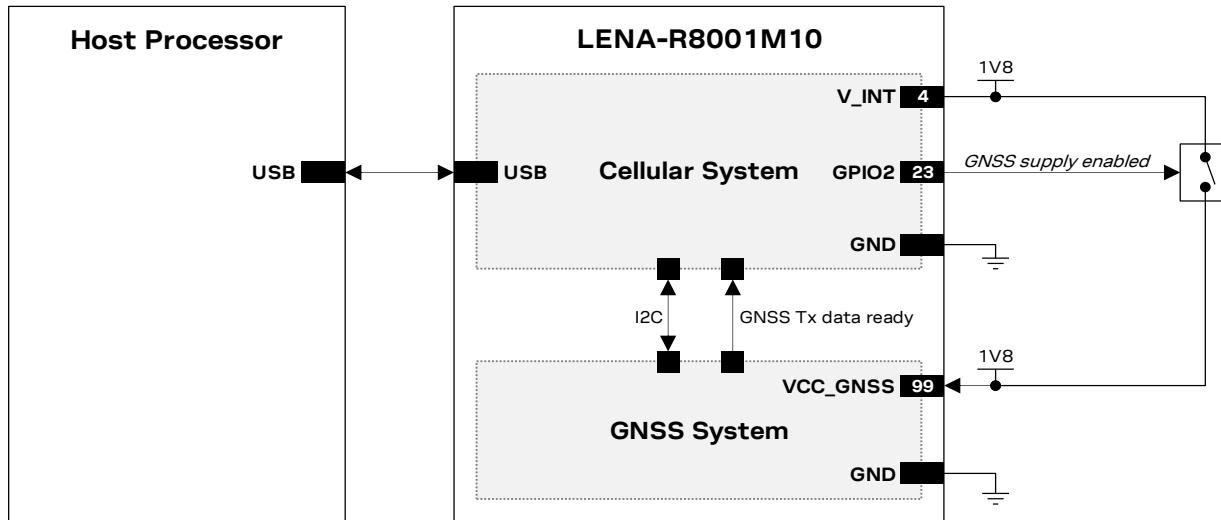 Host Processor
LENA-R8001M10
V_INT 4
1V8
USB
USB
Cellular System
GPIO2 23
GNSS supply enabled
GND
I2C
GNSS Tx data ready
1V8
VCC_GNSS 99
GNSS System
GND